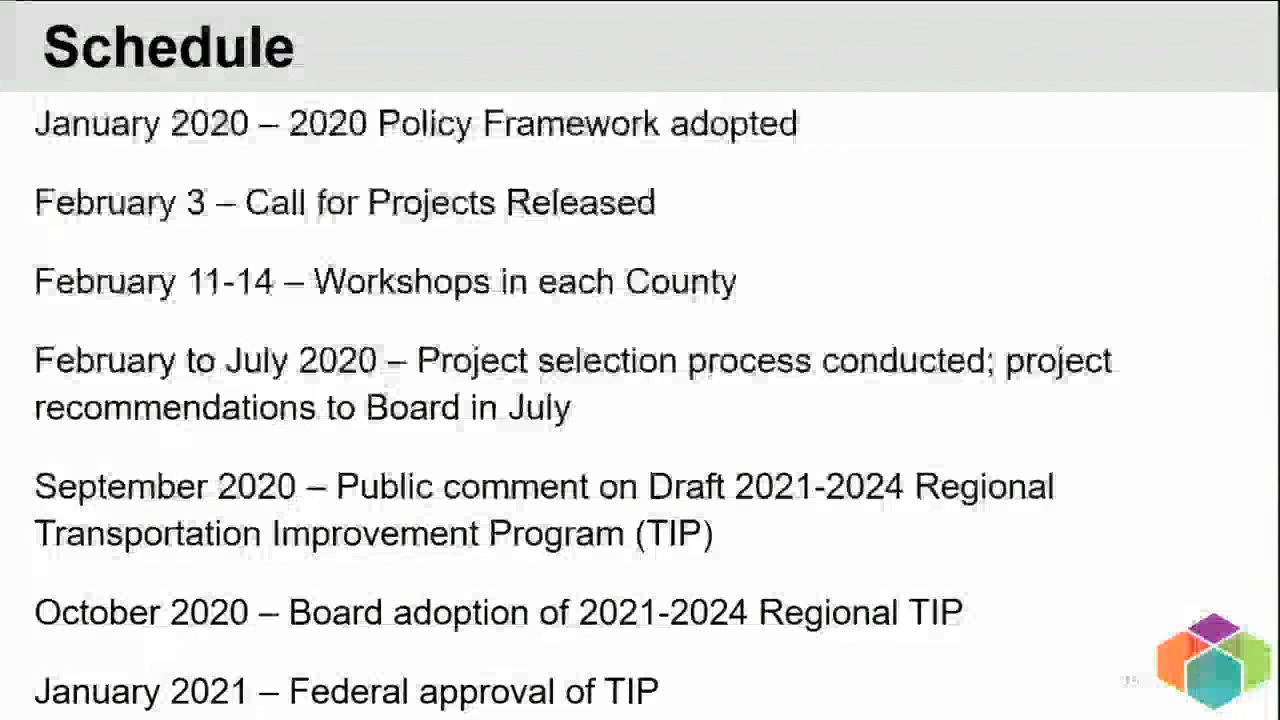 Schedule
January 2020 – 2020 Policy Framework adopted
February 3 – Call for Projects Released
February 11-14 – Workshops in each County
February to July 2020 – Project selection process conducted; project
recommendations to Board in July
September 2020 – Public comment on Draft 2021-2024 Regional
Transportation Improvement Program (TIP)
October 2020 – Board adoption of 2021-2024 Regional TIP
January 2021 – Federal approval of TIP